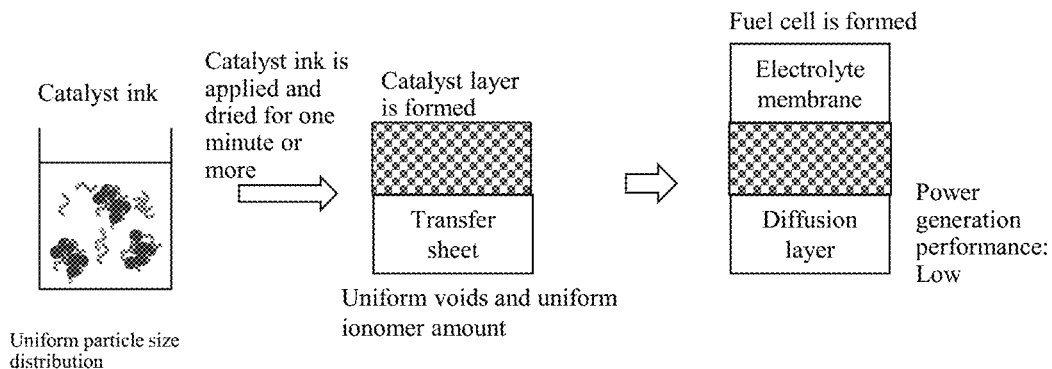 Catalyst ink
Uniform particle size
distribution
Catalyst ink is
applied and
dried for one
minute or
more
Catalyst layer
is formed
Transfer
sheet
Uniform voids and uniform
ionomer amount
Fuel cell is formed
Electrolyte
membrane
Diffusion
layer
Power
generation
performance:
Low